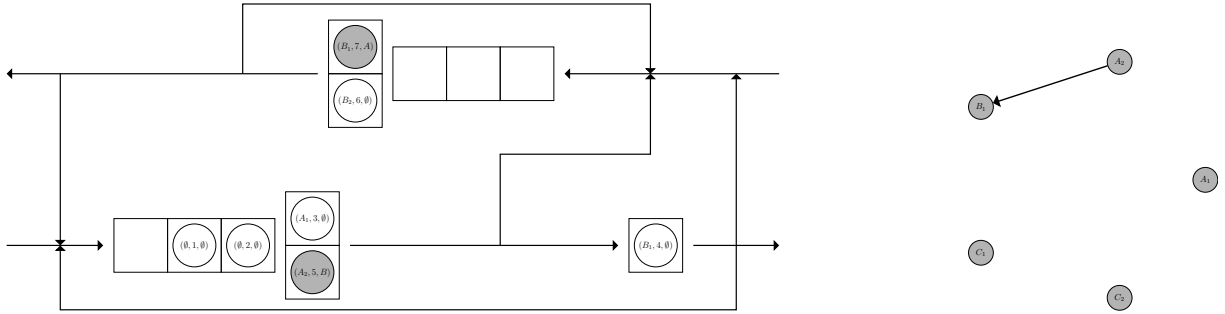 (B₁, 7, A)
(B₂, 6, ∅)
(∅, 1, ∅)
(∅, 2, ∅)
(A₁, 3, ∅)
(A₂, 5, B)
(B₁, 4, ∅)
A₂
B₁
A₁
C₁
C₂